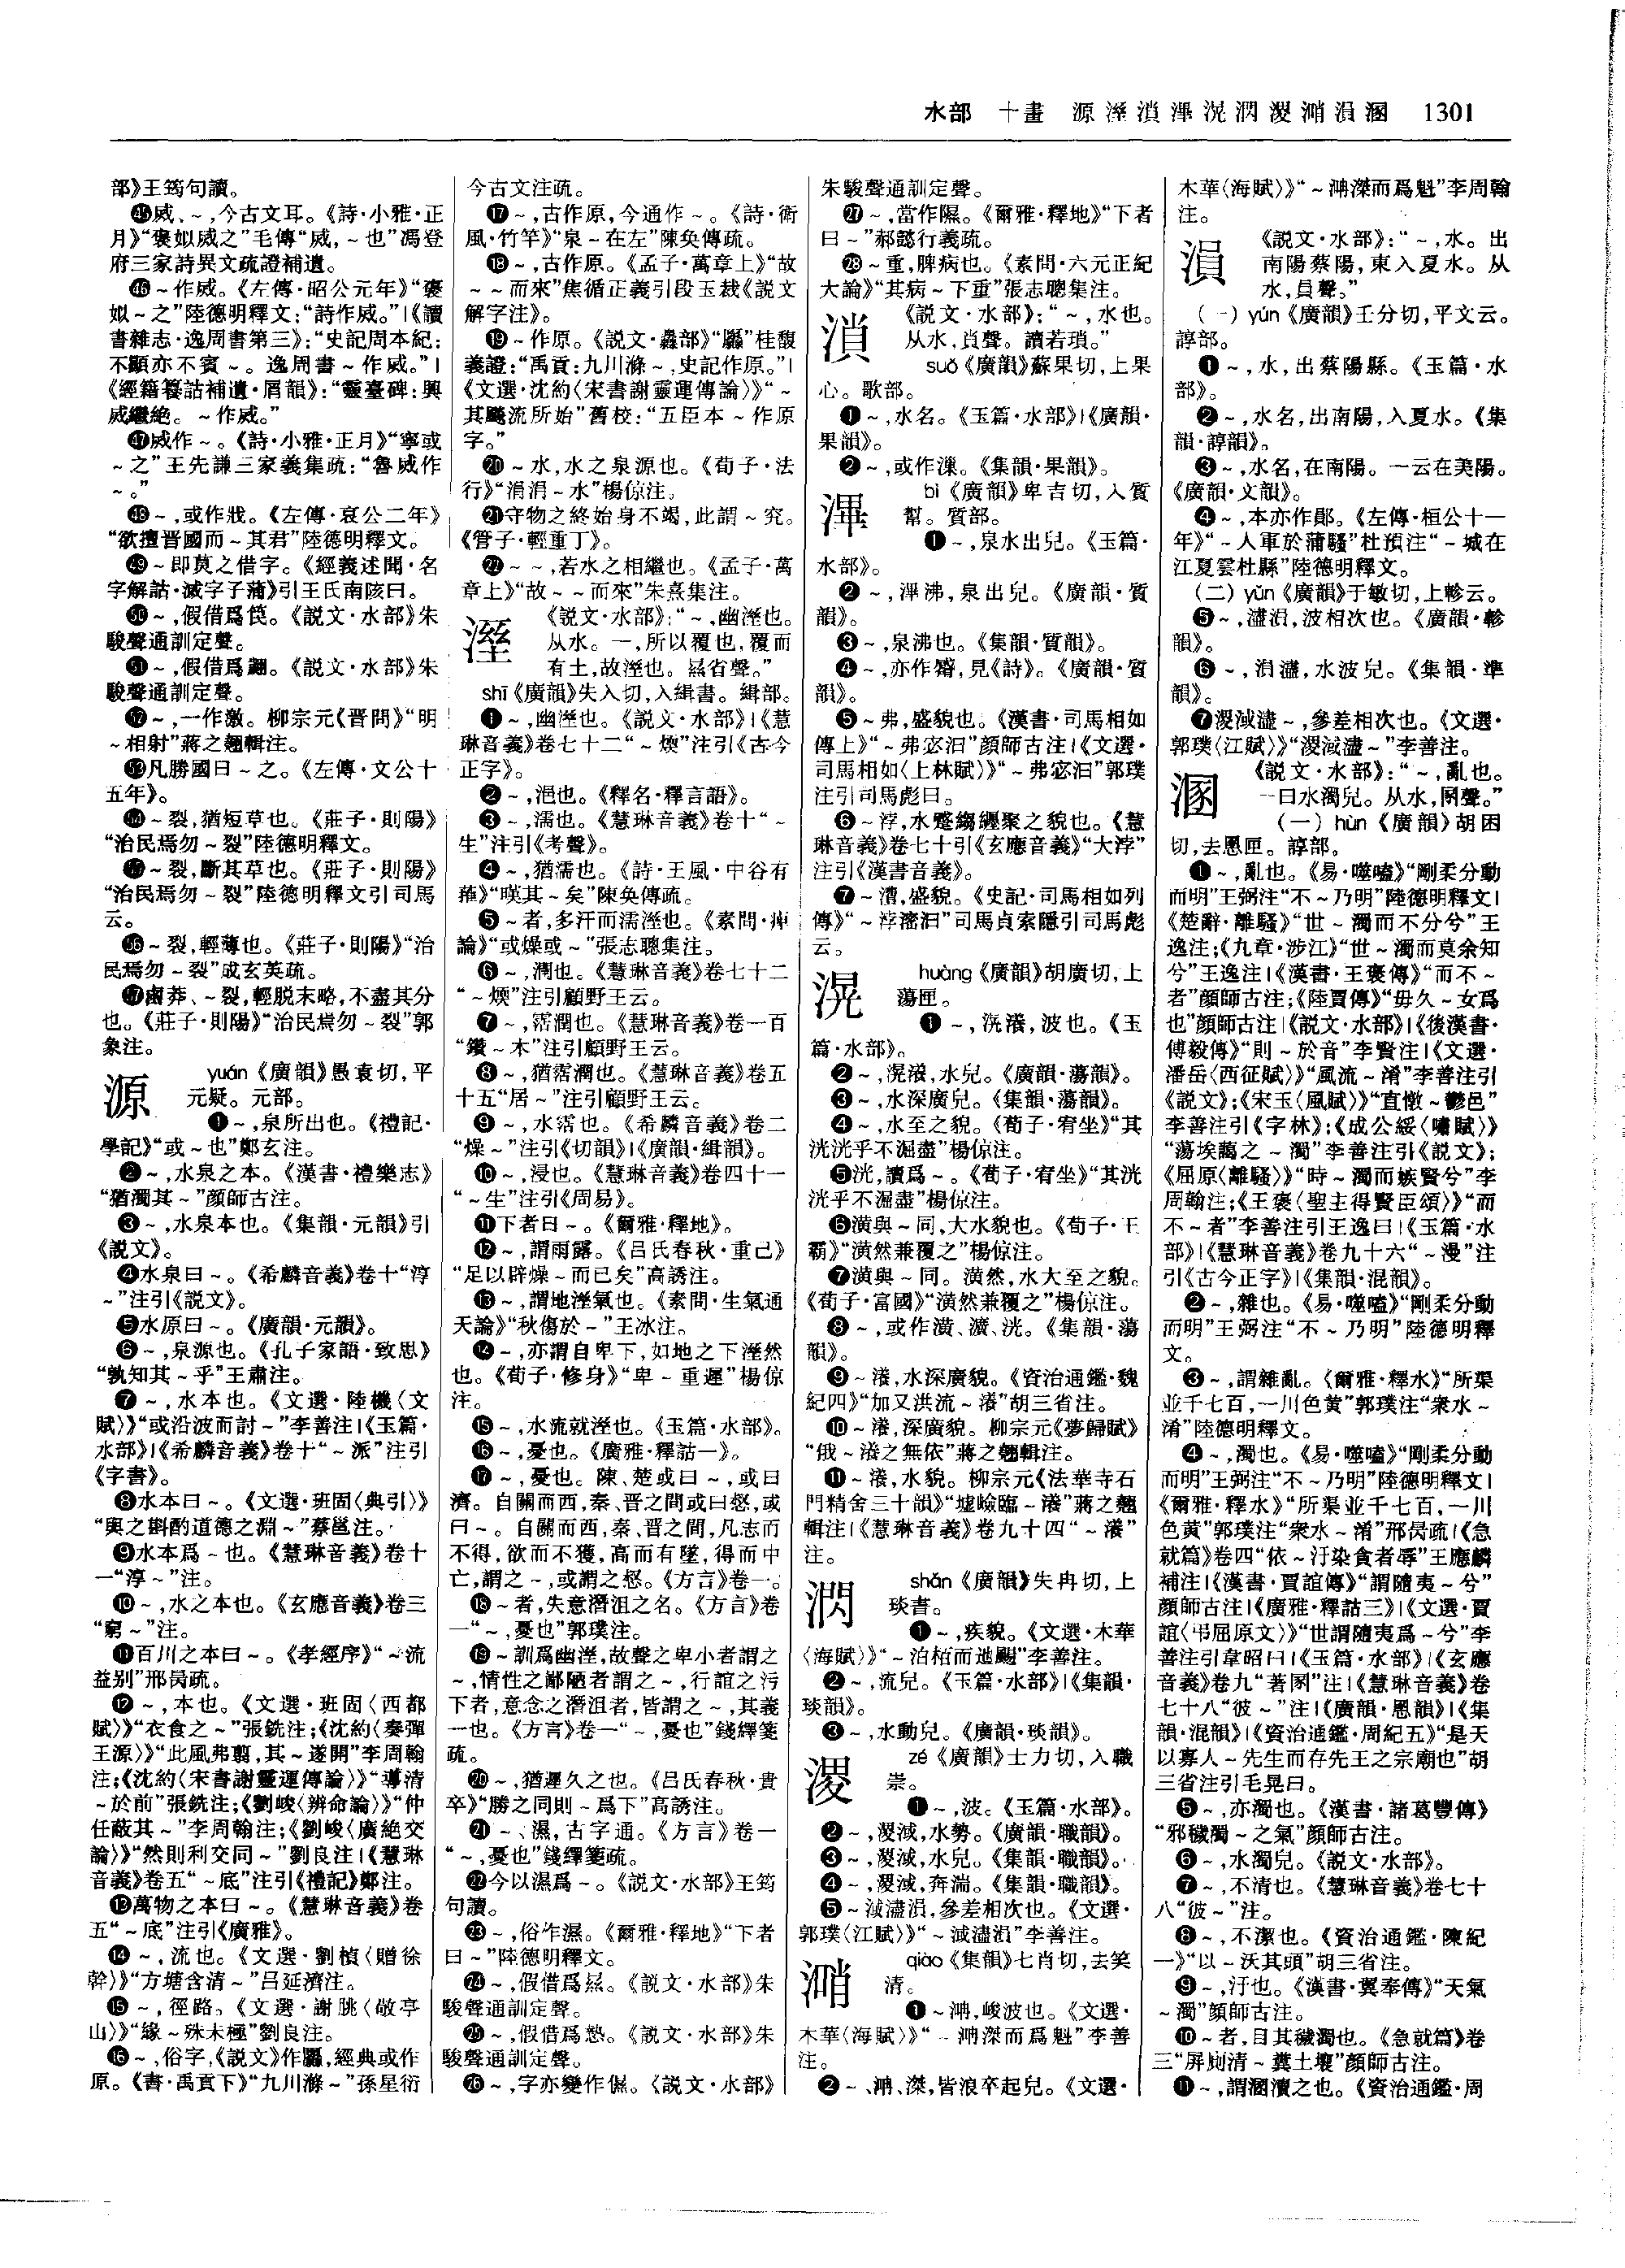 水部　十畫　源溼溑滭滉潣溭潲溳溷　1301
部》王筠句讀。
㊺烕、～,今古文耳。《詩·小雅·正
月》“襃姒烕之”毛傳“烕,～也”馮登
府三家詩異文疏證補遺。
㊻～作烕。《左傳·昭公元年》“褒
姒～之”陸德明釋文:“詩作烕。”|《讀
書雜志·逸周書第三》:“史記周本紀:
不顯亦不賓～。逸周書～作烕。”|
《經籍籑詁補遺·屑韻》:“靈臺碑:興
烕繼絶。～作烕。”
㊼烕作～。《詩·小雅·正月》“寧或
～之”王先謙三家義集疏:“魯烕作
～。”
㊽～,或作戕。《左傳·哀公二年》
“欲擅晉國而～其君”陸德明釋文。
㊾～即莫之借字。《經義述聞·名
字解詁·滅字子蒲》引王氏南陔曰。
㊿～,假借爲篾。《説文·水部》朱
駿聲通訓定聲。
～,假借爲翽。《説文·水部》朱
駿聲通訓定聲。
～,一作激。柳宗元《晉問》“明
～相射”蔣之翹輯注。
凡勝國曰～之。《左傳·文公十
五年》。
～裂,猶短草也。《莊子·則陽》
“治民焉勿～裂”陸德明釋文。
～裂,斷其草也。《莊子·則陽》
“治民焉勿～裂”陸德明釋文引司馬
云。
～裂,輕薄也。《莊子·則陽》“治
民焉勿～裂”成玄英疏。
鹵莽、～裂,輕脱末略,不盡其分
也。《莊子·則陽》“治民焉勿～裂”郭
象注。
源　yuán《廣韻》愚袁切,平
元疑。元部。
❶～,泉所出也。《禮記·
學記》“或～也”鄭玄注。
❷～,水泉之本。《漢書·禮樂志》
“猶濁其～”顔師古注。
❸～,水泉本也。《集韻·元韻》引
《説文》。
❹水泉曰～。《希麟音義》卷十“淳
～”注引《説文》。
❺水原曰～。《廣韻·元韻》。
❻～,泉源也。《孔子家語·致思》
“孰知其～乎”王肅注。
❼～,水本也。《文選·陸機〈文
賦〉》“或沿波而討～”李善注|《玉篇·
水部》|《希麟音義》卷十“～派”注引
《字書》。
❽水本曰～。《文選·班固〈典引〉》
“與之斟酌道德之淵～”蔡邕注。
❾水本爲～也。《慧琳音義》卷十
一“淳～”注。
❿～,水之本也。《玄應音義》卷三
“窮～”注。
⓫百川之本曰～。《孝經序》“～流
益别”邢昺疏。
⓬～,本也。《文選·班固〈西都
賦〉》“衣食之～”張銑注;《沈約〈奏彈
王源〉》“此風弗翦,其～遂開”李周翰
注;《沈約〈宋書謝靈運傳論〉》“導清
～於前”張銑注;《劉峻〈辨命論〉》“仲
任蔽其～”李周翰注;《劉峻〈廣絶交
論〉》“然則利交同～”劉良注|《慧琳
音義》卷五“～底”注引《禮記》鄭注。
⓭萬物之本曰～。《慧琳音義》卷
五“～底”注引《廣雅》。
⓮～,流也。《文選·劉楨〈贈徐
幹〉》“方塘含清～”吕延濟注。
⓯～,徑路。《文選·謝朓〈敬亭
山〉》“緣～殊未極”劉良注。
⓰～,俗字,《説文》作厵,經典或作
原。《書·禹貢下》“九川滌～”孫星衍
今古文注疏。
⓱～,古作原,今通作～。《詩·衛
風·竹竿》“泉～在左”陳奂傳疏。
⓲～,古作原。《孟子·萬章上》“故
～～而來”焦循正義引段玉裁《説文
解字注》。
⓳～作原。《説文·灥部》“厵”桂馥
義證:“禹貢:九川滌～,史記作原。”|
《文選·沈約〈宋書謝靈運傳論〉》“～
其飈流所始”舊校:“五臣本～作原
字。”
⓴～水,水之泉源也。《荀子·法
行》“涓涓～水”楊倞注。
㉑守物之終始身不竭,此謂～究。
《管子·輕重丁》。
㉒～～,若水之相繼也。《孟子·萬
章上》“故～～而來”朱熹集注。
溼　《説文·水部》:“～,幽溼也。
从水。一,所以覆也,覆而
有土,故溼也。㬎省聲。”
shī《廣韻》失入切,入緝書。緝部。
❶～,幽溼也。《説文·水部》|《慧
琳音義》卷七十二“～煗”注引《古今
正字》。
❷～,浥也。《釋名·釋言語》。
❸～,濡也。《慧琳音義》卷十“～
生”注引《考聲》。
❹～,猶濡也。《詩·王風·中谷有
蓷》“暵其～矣”陳奂傳疏。
❺～者,多汗而濡溼也。《素問·痺
論》“或燥或～”張志聰集注。
❻～,潤也。《慧琳音義》卷七十二
“～煗”注引顧野王云。
❼～,霑潤也。《慧琳音義》卷一百
“鑽～木”注引顧野王云。
❽～,猶霑潤也。《慧琳音義》卷五
十五“居～”注引顧野王云。
❾～,水霑也。《希麟音義》卷二
“燥～”注引《切韻》|《廣韻·緝韻》。
❿～,浸也。《慧琳音義》卷四十一
“～生”注引《周易》。
⓫下者曰～。《爾雅·釋地》。
⓬～,謂雨露。《吕氏春秋·重己》
“足以辟燥～而已矣”高誘注。
⓭～,謂地溼氣也。《素問·生氣通
天論》“秋傷於～”王冰注。
⓮～,亦謂自卑下,如地之下溼然
也。《荀子·修身》“卑～重遲”楊倞
注。
⓯～,水流就溼也。《玉篇·水部》。
⓰～,憂也。《廣雅·釋詁一》。
⓱～,憂也。陳、楚或曰～,或曰
濟。自關而西,秦、晉之間或曰惄,或
曰～。自關而西,秦、晉之間,凡志而
不得,欲而不獲,高而有墜,得而中
亡,謂之～,或謂之惄。《方言》卷一。
⓲～者,失意潛沮之名。《方言》卷
一“～,憂也”郭璞注。
⓳～訓爲幽溼,故聲之卑小者謂之
～,情性之鄙陋者謂之～,行誼之污
下者,意念之潛沮者,皆謂之～,其義
一也。《方言》卷一“～,憂也”錢繹箋
疏。
⓴～,猶遲久之也。《吕氏春秋·貴
卒》“勝之同則～爲下”高誘注。
㉑～、濕,古字通。《方言》卷一
“～,憂也”錢繹箋疏。
㉒今以濕爲～。《説文·水部》王筠
句讀。
㉓～,俗作濕。《爾雅·釋地》“下者
曰～”陸德明釋文。
㉔～,假借爲㬎。《説文·水部》朱
駿聲通訓定聲。
㉕～,假借爲慹。《説文·水部》朱
駿聲通訓定聲。
㉖～,字亦變作㒎。《説文·水部》
朱駿聲通訓定聲。
㉗～,當作隰。《爾雅·釋地》“下者
曰～”郝懿行義疏。
㉘～重,脾病也。《素問·六元正紀
大論》“其病～下重”張志聰集注。
溑　《説文·水部》:“～,水也。
从水,𧴪聲。讀若瑣。”
suǒ《廣韻》蘇果切,上果
心。歌部。
❶～,水名。《玉篇·水部》|《廣韻·
果韻》。
❷～,或作溹。《集韻·果韻》。
滭　bì《廣韻》卑吉切,入質
幫。質部。
❶～,泉水出皃。《玉篇·
水部》。
❷～,滭沸,泉出皃。《廣韻·質
韻》。
❸～,泉沸也。《集韻·質韻》。
❹～,亦作㘠,見《詩》。《廣韻·質
韻》。
❺～弗,盛貌也。《漢書·司馬相如
傳上》“～弗宓汩”顔師古注|《文選·
司馬相如〈上林賦〉》“～弗宓汩”郭璞
注引司馬彪曰。
❻～浡,水蹙縐纏聚之貌也。《慧
琳音義》卷七十引《玄應音義》“大浡”
注引《漢書音義》。
❼～㵒,盛貌。《史記·司馬相如列
傳》“～浡滵汩”司馬貞索隱引司馬彪
云。
滉　huàng《廣韻》胡廣切,上
蕩匣。
❶～,洸瀁,波也。《玉
篇·水部》。
❷～,滉瀁,水皃。《廣韻·蕩韻》。
❸～,水深廣皃。《集韻·蕩韻》。
❹～,水至之貌。《荀子·宥坐》“其
洸洸乎不淈盡”楊倞注。
❺洸,讀爲～。《荀子·宥坐》“其洸
洸乎不淈盡”楊倞注。
❻潢與～同,大水貌也。《荀子·王
霸》“潢然兼覆之”楊倞注。
❼潢與～同。潢然,水大至之貌。
《荀子·富國》“潢然兼覆之”楊倞注。
❽～,或作潢、瀇、洸。《集韻·蕩
韻》。
❾～瀁,水深廣貌。《資治通鑑·魏
紀四》“加又洪流～瀁”胡三省注。
❿～瀁,深廣貌。柳宗元《夢歸賦》
“俄～瀁之無依”蔣之翹輯注。
⓫～瀁,水貌。柳宗元《法華寺石
門精舍三十韻》“墟嶮臨～瀁”蔣之翹
輯注|《慧琳音義》卷九十四“～瀁”
注。
潣　shǎn《廣韻》失冉切,上
琰書。
❶～,疾貌。《文選·木華
〈海賦〉》“～泊栢而迆颺”李善注。
❷～,流皃。《玉篇·水部》|《集韻·
琰韻》。
❸～,水動皃。《廣韻·琰韻》。
溭　zé《廣韻》士力切,入職
崇。
❶～,波。《玉篇·水部》。
❷～,溭淢,水勢。《廣韻·職韻》。
❸～,溭淢,水皃。《集韻·職韻》。
❹～,溭淢,奔湍。《集韻·職韻》。
❺～淢濜溳,參差相次也。《文選·
郭璞〈江賦〉》“～淢濜溳”李善注。
潲　qiào《集韻》七肖切,去笑
清。
❶～𣶏,峻波也。《文選·
木華〈海賦〉》“～𣶏滐而爲魁”李善
注。
❷～、𣶏、滐,皆浪卒起皃。《文選·
木華〈海賦〉》“～𣶏滐而爲魁”李周翰
注。
溳　《説文·水部》:“～,水。出
南陽蔡陽,東入夏水。从
水,員聲。”
(一)yún《廣韻》王分切,平文云。
諄部。
❶～,水,出蔡陽縣。《玉篇·水
部》。
❷～,水名,出南陽,入夏水。《集
韻·諄韻》。
❸～,水名,在南陽。一云在美陽。
《廣韻·文韻》。
❹～,本亦作鄖。《左傳·桓公十一
年》“～人軍於蒲騷”杜預注“～城在
江夏雲杜縣”陸德明釋文。
(二)yǔn《廣韻》于敏切,上軫云。
❺～,濜溳,波相次也。《廣韻·軫
韻》。
❻～,溳濜,水波皃。《集韻·準
韻》。
❼溭淢濜～,參差相次也。《文選·
郭璞〈江賦〉》“溭淢濜～”李善注。
溷　《説文·水部》:“～,亂也。
一曰水濁皃。从水,圂聲。”
(一)hùn《廣韻》胡困
切,去慁匣。諄部。
❶～,亂也。《易·噬嗑》“剛柔分動
而明”王弼注“不～乃明”陸德明釋文|
《楚辭·離騷》“世～濁而不分兮”王
逸注;《九章·涉江》“世～濁而莫余知
兮”王逸注|《漢書·王褒傳》“而不～
者”顔師古注;《陸賈傳》“毋久～女爲
也”顔師古注|《説文·水部》|《後漢書·
傅毅傳》“則～於音”李賢注|《文選·
潘岳〈西征賦〉》“風流～淆”李善注引
《説文》;《宋玉〈風賦〉》“直憞～鬱邑”
李善注引《字林》;《成公綏〈嘯賦〉》
“蕩埃藹之～濁”李善注引《説文》;
《屈原〈離騷〉》“時～濁而嫉賢兮”李
周翰注;《王褒〈聖主得賢臣頌〉》“而
不～者”李善注引王逸曰|《玉篇·水
部》|《慧琳音義》卷九十六“～漫”注
引《古今正字》|《集韻·混韻》。
❷～,雜也。《易·噬嗑》“剛柔分動
而明”王弼注“不～乃明”陸德明釋
文。
❸～,謂雜亂。《爾雅·釋水》“所渠
並千七百,一川色黄”郭璞注“衆水～
淆”陸德明釋文。
❹～,濁也。《易·噬嗑》“剛柔分動
而明”王弼注“不～乃明”陸德明釋文|
《爾雅·釋水》“所渠並千七百,一川
色黄”郭璞注“衆水～淆”邢昺疏|《急
就篇》卷四“依～汙染貪者辱”王應麟
補注|《漢書·賈誼傳》“謂隨夷～兮”
顔師古注|《廣雅·釋詁三》|《文選·賈
誼〈弔屈原文〉》“世謂隨夷爲～兮”李
善注引韋昭曰|《玉篇·水部》|《玄應
音義》卷九“著圂”注|《慧琳音義》卷
七十八“彼～”注|《廣韻·慁韻》|《集
韻·混韻》|《資治通鑑·周紀五》“是天
以寡人～先生而存先王之宗廟也”胡
三省注引毛晃曰。
❺～,亦濁也。《漢書·諸葛豐傳》
“邪穢濁～之氣”顔師古注。
❻～,水濁皃。《説文·水部》。
❼～,不清也。《慧琳音義》卷七十
八“彼～”注。
❽～,不潔也。《資治通鑑·陳紀
一》“以～沃其頭”胡三省注。
❾～,汙也。《漢書·翼奉傳》“天氣
～濁”顔師古注。
❿～者,目其穢濁也。《急就篇》卷
三“屏廁清～糞土壤”顔師古注。
⓫～,謂溷瀆之也。《資治通鑑·周